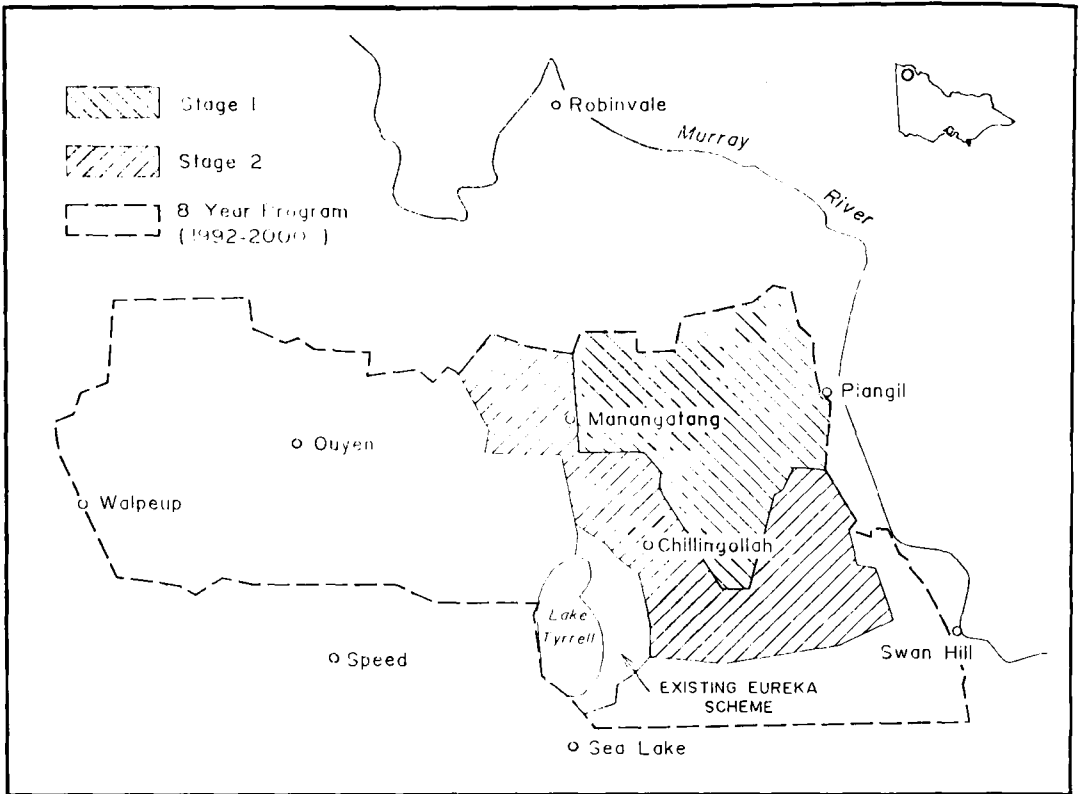 Stage 1
Stage 2
8 Year Program
(1992-2000)
Robinvale
Murray
River
Piangil
Manangatang
Ouyen
Walpeup
Chillingollah
Lake
Tyrrell
Speed
Swan Hill
EXISTING EUREKA
SCHEME
Sea Lake